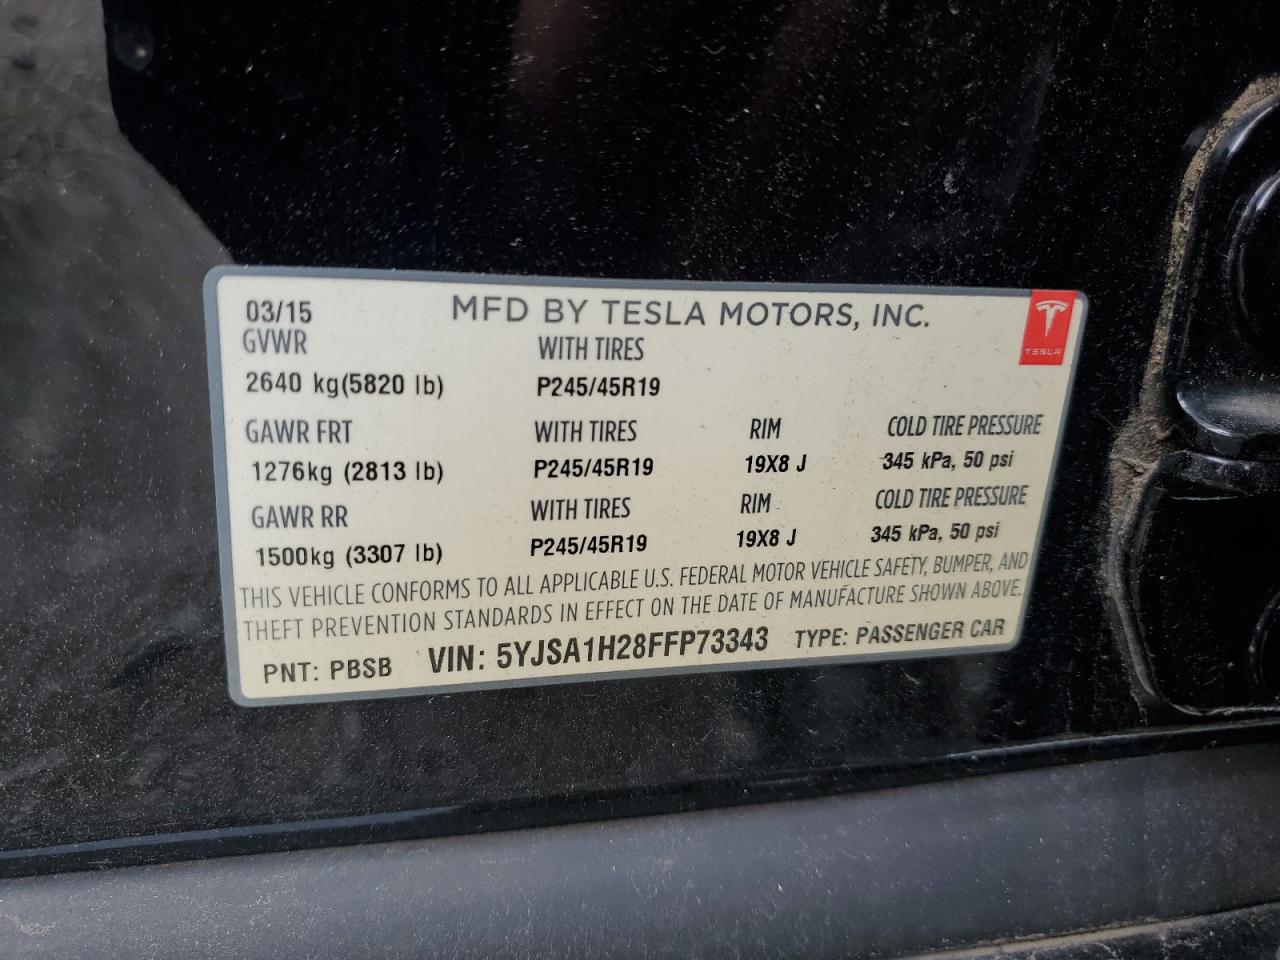 03/15 MFD BY TESLA MOTORS, INC.
TESLA
GVWR WITH TIRES
2640 kg(5820 lb) P245/45R19
GAWR FRT WITH TIRES RIM COLD TIRE PRESSURE
1276kg (2813 lb) P245/45R19 19X8 J 345 kPa, 50 psi
GAWR RR WITH TIRES RIM COLD TIRE PRESSURE
1500kg (3307 lb) P245/45R19 19X8 J 345 kPa, 50 psi
THIS VEHICLE CONFORMS TO ALL APPLICABLE U.S. FEDERAL MOTOR VEHICLE SAFETY, BUMPER, AND
THEFT PREVENTION STANDARDS IN EFFECT ON THE DATE OF MANUFACTURE SHOWN ABOVE.
PNT: PBSB VIN: 5YJSA1H28FFP73343 TYPE: PASSENGER CAR